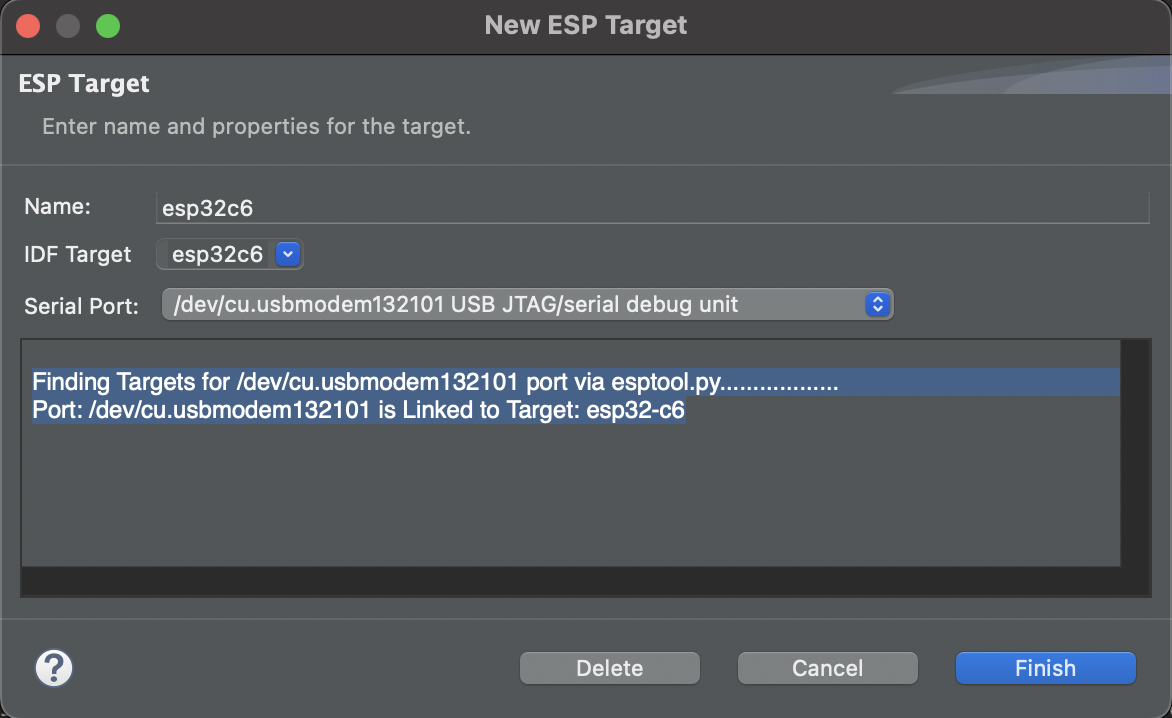 New ESP Target
ESP Target
Enter name and properties for the target.
Name: esp32c6
IDF Target esp32c6
Serial Port: /dev/cu.usbmodem132101 USB JTAG/serial debug unit
Finding Targets for /dev/cu.usbmodem132101 port via esptool.py..................
Port: /dev/cu.usbmodem132101 is Linked to Target: esp32-c6
? Delete Cancel Finish